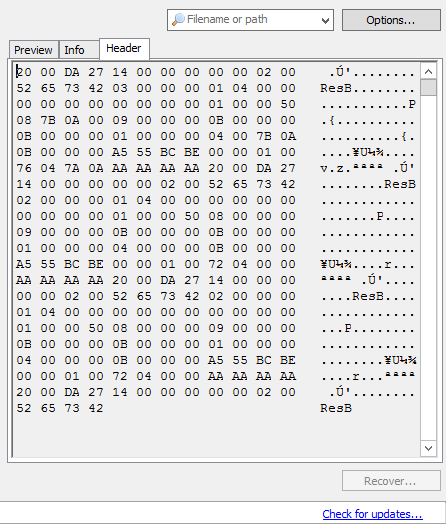 Filename or path Options...
Preview Info Header
20 00 DA 27 14 00 00 00 00 00 02 00  .Ú'........
52 65 73 42 03 00 00 00 01 04 00 00 ResB........
00 00 00 00 00 00 00 00 01 00 00 50 ...........P
08 7B 0A 00 09 00 00 00 0B 00 00 00 .{..........
0B 00 00 00 01 00 00 00 04 00 7B 0A ..........{.
0B 00 00 00 A5 55 BC BE 00 00 01 00 ....¥U¼¾....
76 04 7A 0A AA AA AA AA 20 00 DA 27 v.z.ªªªª .Ú'
14 00 00 00 00 00 02 00 52 65 73 42 ........ResB
02 00 00 00 01 04 00 00 00 00 00 00 ............
00 00 00 00 01 00 00 50 08 00 00 00 .......P....
09 00 00 00 0B 00 00 00 0B 00 00 00 ............
01 00 00 00 04 00 00 00 0B 00 00 00 ............
A5 55 BC BE 00 00 01 00 72 04 00 00 ¥U¼¾....r...
AA AA AA AA 20 00 DA 27 14 00 00 00 ªªªª .Ú'....
00 00 02 00 52 65 73 42 02 00 00 00 ....ResB....
01 04 00 00 00 00 00 00 00 00 00 00 ............
01 00 00 50 08 00 00 00 09 00 00 00 ...P........
0B 00 00 00 0B 00 00 00 01 00 00 00 ............
04 00 00 00 0B 00 00 00 A5 55 BC BE ........¥U¼¾
00 00 01 00 72 04 00 00 AA AA AA AA ....r...ªªªª
20 00 DA 27 14 00 00 00 00 00 02 00  .Ú'........
52 65 73 42 ResB
Recover...
Check for updates...